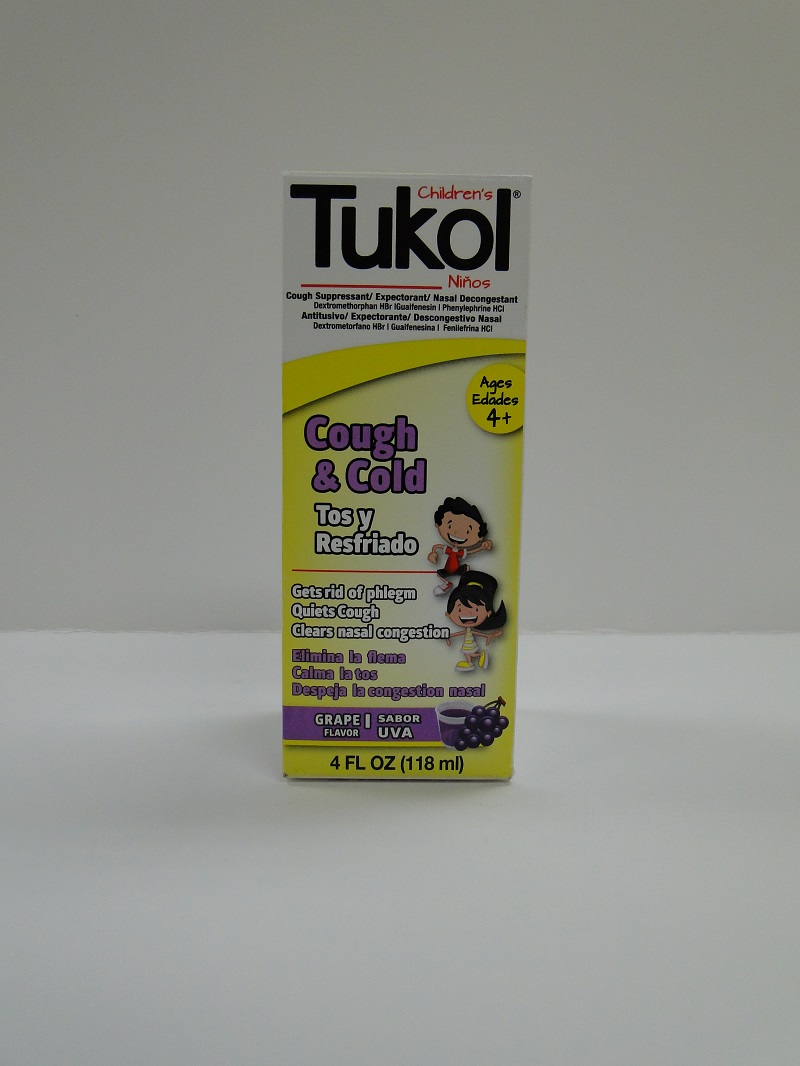 Children's
Tukol®
Niños
Cough Suppressant/ Expectorant/ Nasal Decongestant
Dextromethorphan HBr |Guaifenesin | Phenylephrine HCl
Antitusivo/ Expectorante/ Descongestivo Nasal
Dextrometorfano HBr | Guaifenesina | Fenilefrina HCl
Ages
Edades
4+
Cough
& Cold
Tos y
Resfriado
Gets rid of phlegm
Quiets Cough
Clears nasal congestion
Elimina la flema
Calma la tos
Despeja la congestion nasal
GRAPE | SABOR
FLAVOR UVA
4 FL OZ (118 ml)